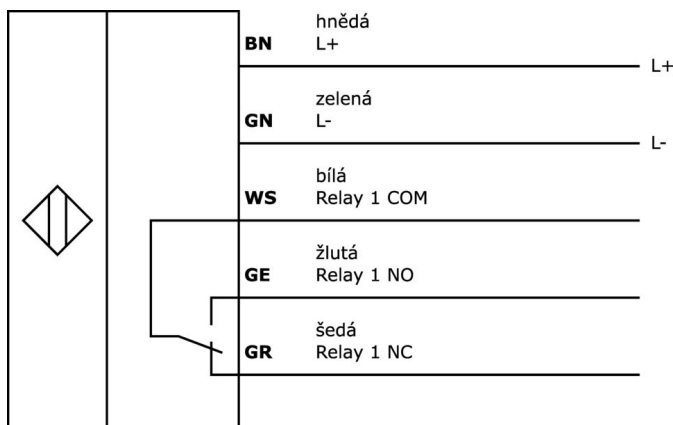 hnědá
BN L+
L+
zelená
GN L-
L-
bílá
WS Relay 1 COM
žlutá
GE Relay 1 NO
šedá
GR Relay 1 NC